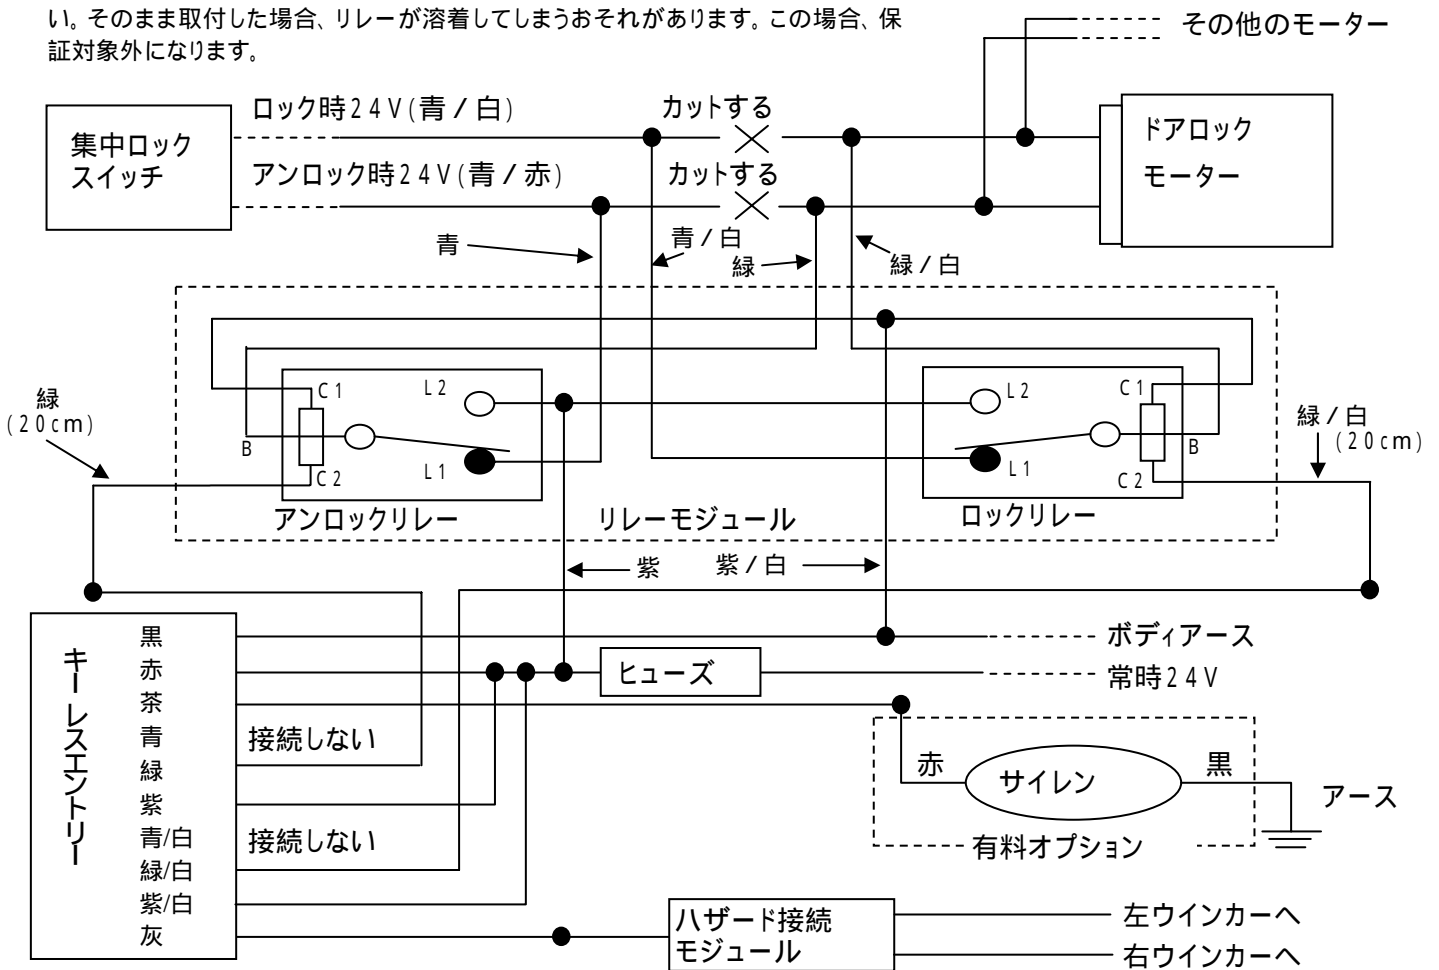 い。そのまま取付した場合、リレーが溶着してしまうおそれがあります。この場合、保
証対象外になります。
その他のモーター
ロック時24V(青/白)
カットする
集中ロック
スイッチ
ドアロック
モーター
アンロック時24V(青/赤)
カットする
青
青/白
緑
緑/白
C1
L2
L2
C1
緑
(20cm)
緑/白
(20cm)
B
B
L1
L1
C2
C2
アンロックリレー
リレーモジュール
ロックリレー
紫
紫/白
キーレスエントリー
黒
ボディアース
赤
ヒューズ
常時24V
茶
青
接続しない
緑
紫
青/白
接続しない
緑/白
紫/白
灰
赤
サイレン
黒
アース
有料オプション
ハザード接続
モジュール
左ウインカーへ
右ウインカーへ